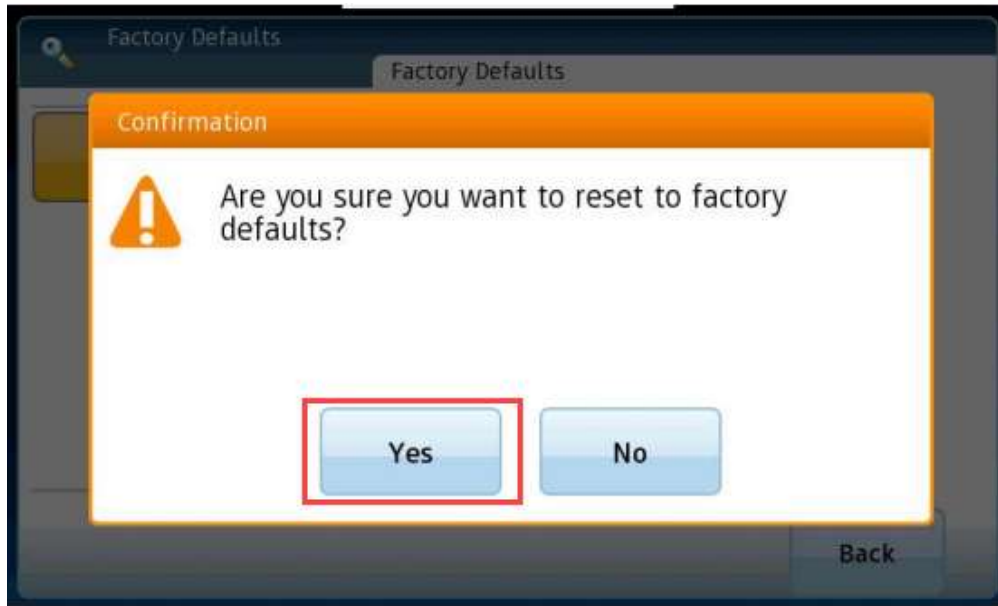 Factory Defaults
Factory Defaults
Confirmation
Are you sure you want to reset to factory
defaults?
Yes
No
Back